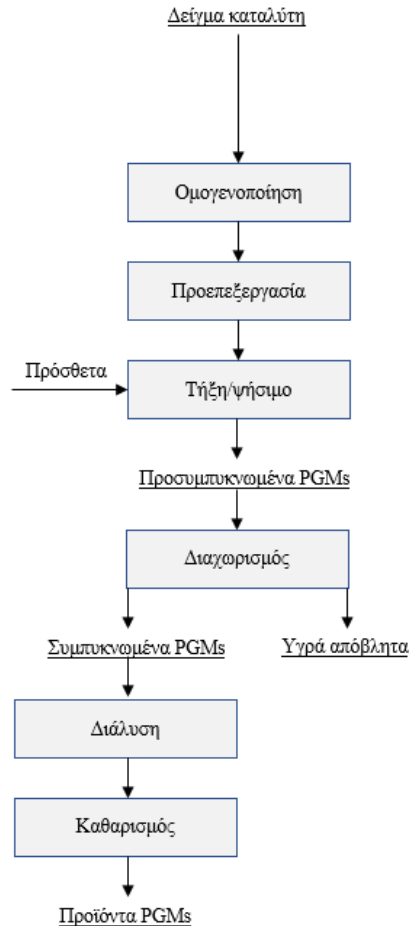 Δείγμα καταλύτη
Ομογενοποίηση
Προεπεξεργασία
Πρόσθετα
Τήξη/ψήσιμο
Προσυμπυκνωμένα PGMs
Διαχωρισμός
Συμπυκνωμένα PGMs
Υγρά απόβλητα
Διάλυση
Καθαρισμός
Προϊόντα PGMs